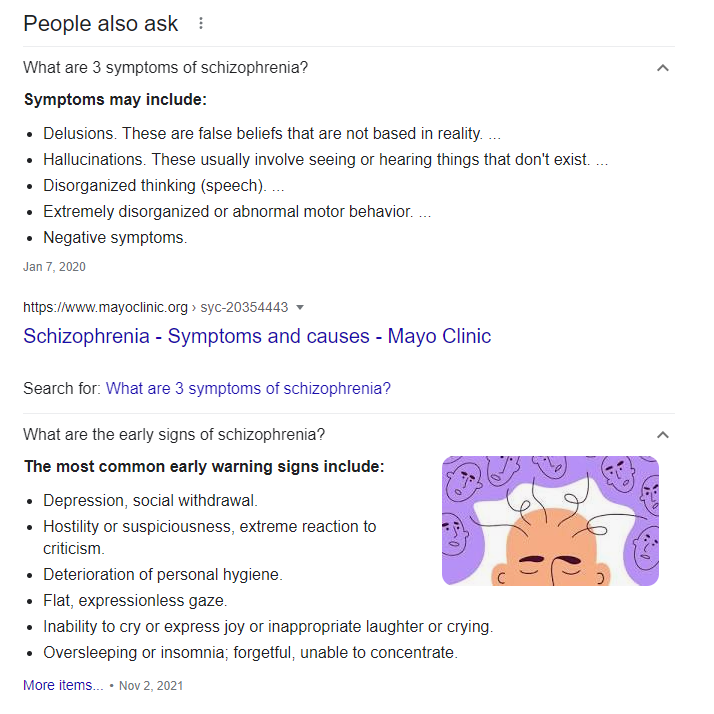 People also ask
What are 3 symptoms of schizophrenia?
Symptoms may include:
• Delusions. These are false beliefs that are not based in reality. ...
• Hallucinations. These usually involve seeing or hearing things that don't exist. ...
• Disorganized thinking (speech). ...
• Extremely disorganized or abnormal motor behavior. ...
• Negative symptoms.
Jan 7, 2020
https://www.mayoclinic.org › syc-20354443
Schizophrenia - Symptoms and causes - Mayo Clinic
Search for: What are 3 symptoms of schizophrenia?
What are the early signs of schizophrenia?
The most common early warning signs include:
• Depression, social withdrawal.
• Hostility or suspiciousness, extreme reaction to
criticism.
• Deterioration of personal hygiene.
• Flat, expressionless gaze.
• Inability to cry or express joy or inappropriate laughter or crying.
• Oversleeping or insomnia; forgetful, unable to concentrate.
More items... • Nov 2, 2021